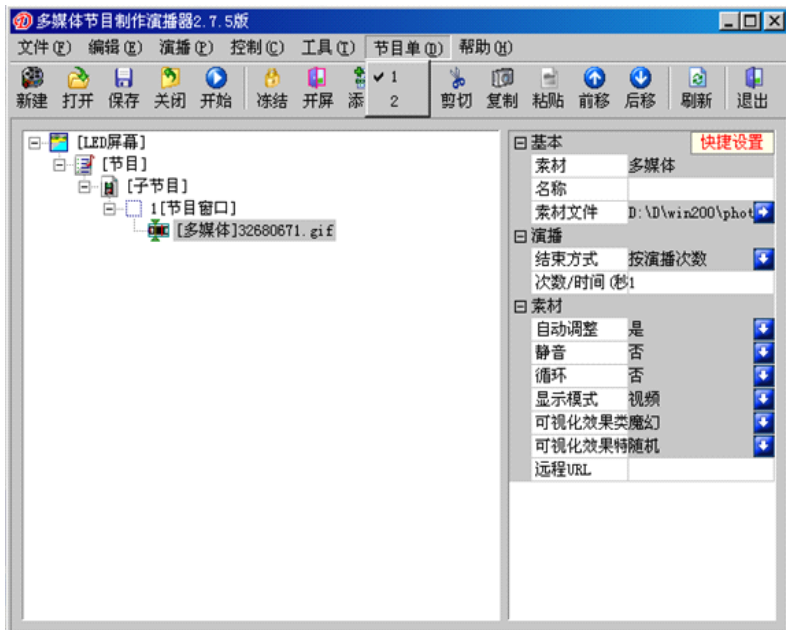 多媒体节目制作演播器2.7.5版
文件(F) 编辑(E) 演播(P) 控制(C) 工具(T) 节目单(D) 帮助(H)
新建 打开 保存 关闭 开始 冻结 开屏 添 剪切 复制 粘贴 前移 后移 刷新 退出
✓ 1
2
[LED屏幕]
[节目]
[子节目]
1[节目窗口]
[多媒体]32680671.gif
基本 快捷设置
素材 多媒体
名称
素材文件 D:\D\win200\phot
演播
结束方式 按演播次数
次数/时间(秒 1
素材
自动调整 是
静音 否
循环 否
显示模式 视频
可视化效果类 魔幻
可视化效果特 随机
远程URL